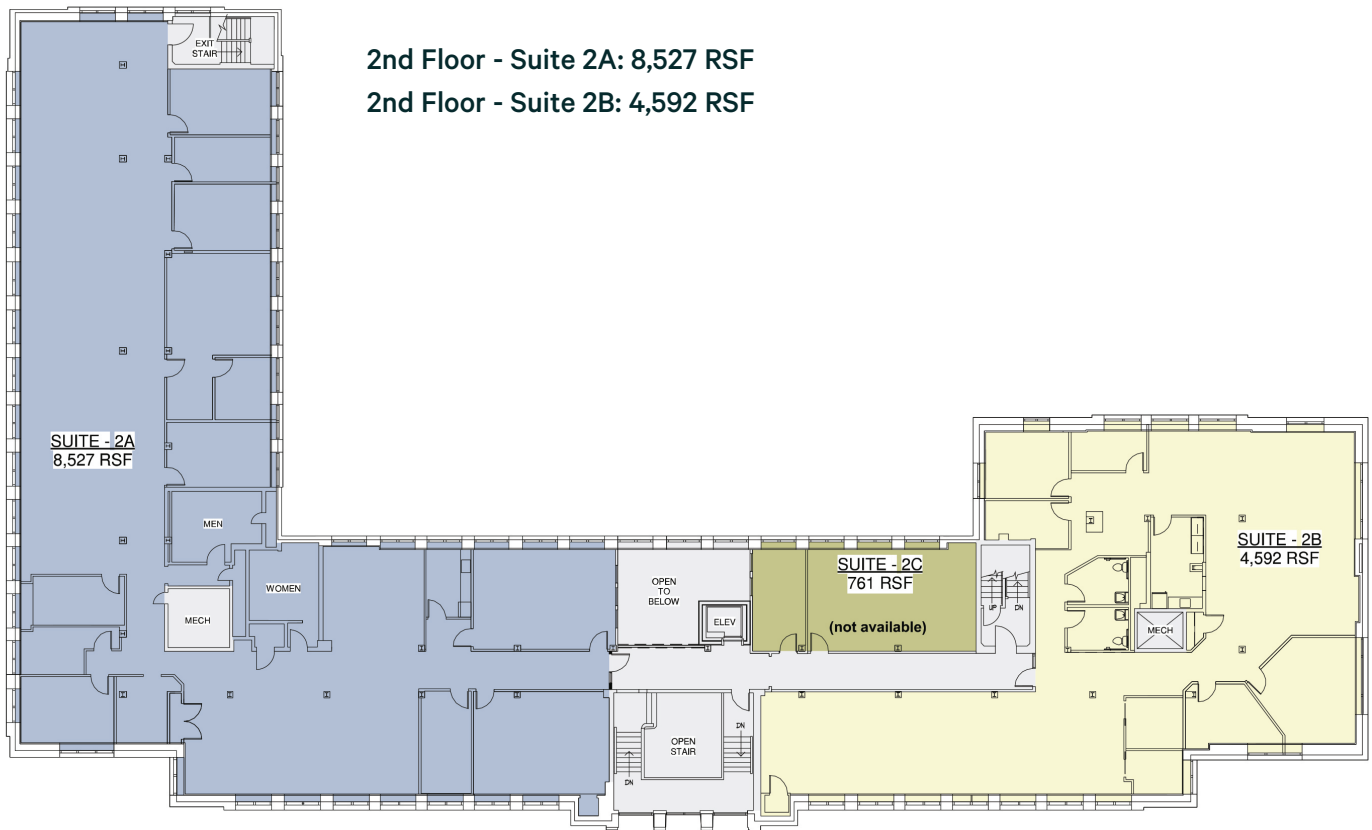 2nd Floor - Suite 2A: 8,527 RSF
2nd Floor - Suite 2B: 4,592 RSF
EXIT
STAIR
SUITE - 2A
8,527 RSF
MEN
WOMEN
MECH
OPEN
TO
BELOW
ELEV
SUITE - 2C
761 RSF
(not available)
UP
DN
SUITE - 2B
4,592 RSF
MECH
OPEN
STAIR
DN
DN